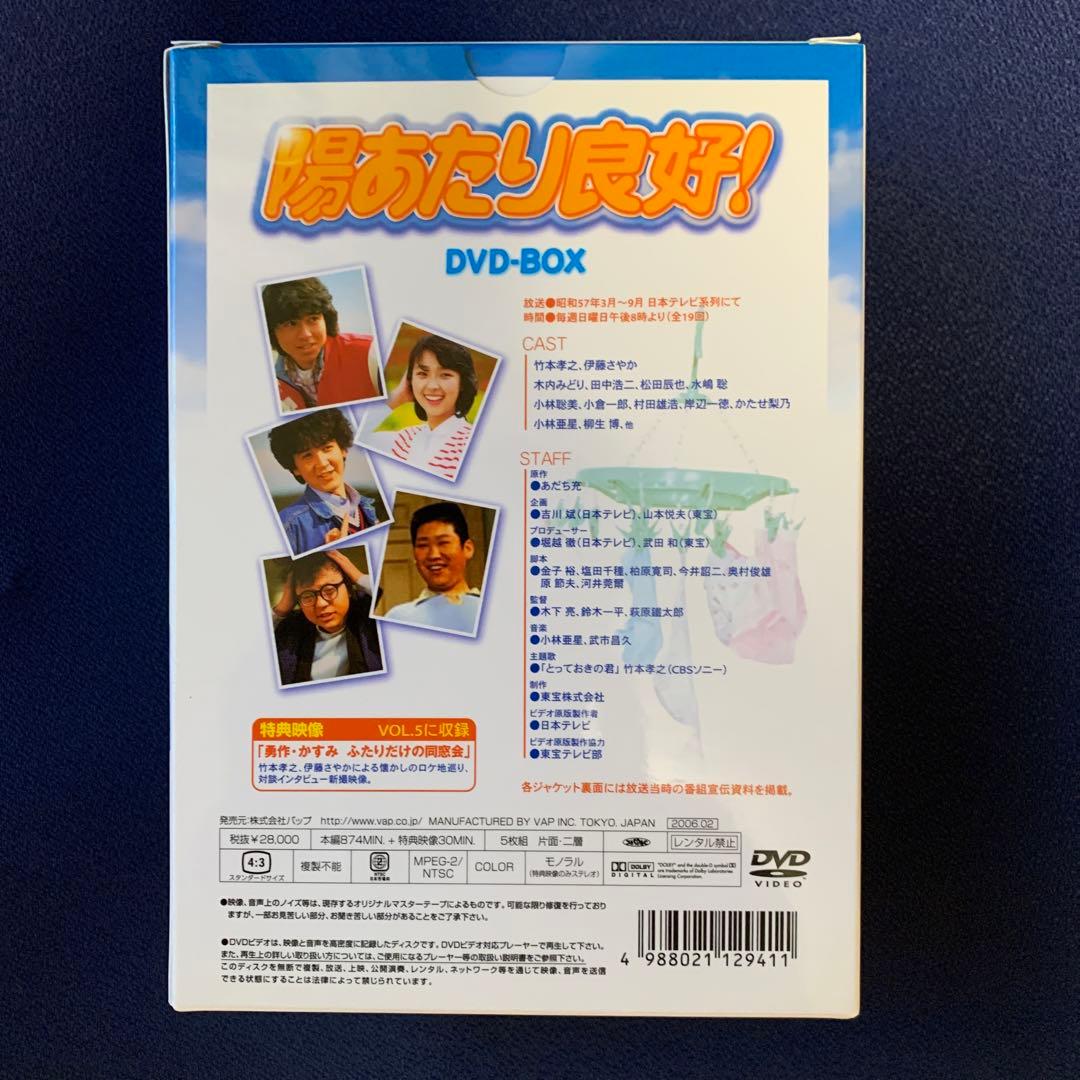 陽あたり良好!
DVD-BOX
放送●昭和57年3月〜9月 日本テレビ系列にて
時間●毎週日曜日午後8時より(全19回)
CAST
竹本孝之、伊藤さやか
木内みどり、田中浩二、松田辰也、水嶋 聡
小林聡美、小倉一郎、村田雄浩、岸辺一徳、かたせ梨乃
小林亜星、柳生 博、他
STAFF
原作
●あだち充
企画
●吉川 斌(日本テレビ)、山本悦夫(東宝)
プロデューサー
●堀越 徹(日本テレビ)、武田 和(東宝)
脚本
●金子 裕、塩田千種、柏原寛司、今井詔二、奥村俊雄
原 節夫、河井莞爾
監督
●木下 亮、鈴木一平、萩原鐵太郎
音楽
●小林亜星、武市昌久
主題歌
●「とっておきの君」竹本孝之(CBSソニー)
制作
●東宝株式会社
ビデオ原版製作者
●日本テレビ
ビデオ原版製作協力
●東宝テレビ部
特典映像 VOL.5に収録
「勇作・かすみ ふたりだけの同窓会」
竹本孝之、伊藤さやかによる懐かしのロケ地巡り、
対談インタビュー新撮映像。
各ジャケット裏面には放送当時の番組宣伝資料を掲載。
発売元:株式会社バップ http://www.vap.co.jp/ MANUFACTURED BY VAP INC. TOKYO. JAPAN 2006.02
税抜¥28,000 本編874MIN.+特典映像30MIN. 5枚組 片面・二層 レンタル禁止
4:3 スタンダードサイズ 複製不能 2 NTSC 日本市場向 MPEG-2/NTSC COLOR モノラル (特典映像のみステレオ) DOLBY DIGITAL "DOLBY" and the double-D symbol are trademarks of Dolby Laboratories Licensing Corporation. DVD VIDEO
●映像、音声上のノイズ等は、現存するオリジナルマスターテープによるものです。可能な限り修復を行っており
ますが、一部お見苦しい部分、お聞き苦しい部分があることをご了承下さい。
●DVDビデオは、映像と音声を高密度に記録したディスクです。DVDビデオ対応プレーヤーで再生して下さい。
また、再生上の詳しい取り扱い方については、ご使用になるプレーヤー等の取扱い説明書をご参照下さい。
このディスクを無断で複製、放送、上映、公開演奏、レンタル、ネットワーク等を通じて映像、音声を送信
できる状態にすることは法律によって禁じられています。
4 988021 129411